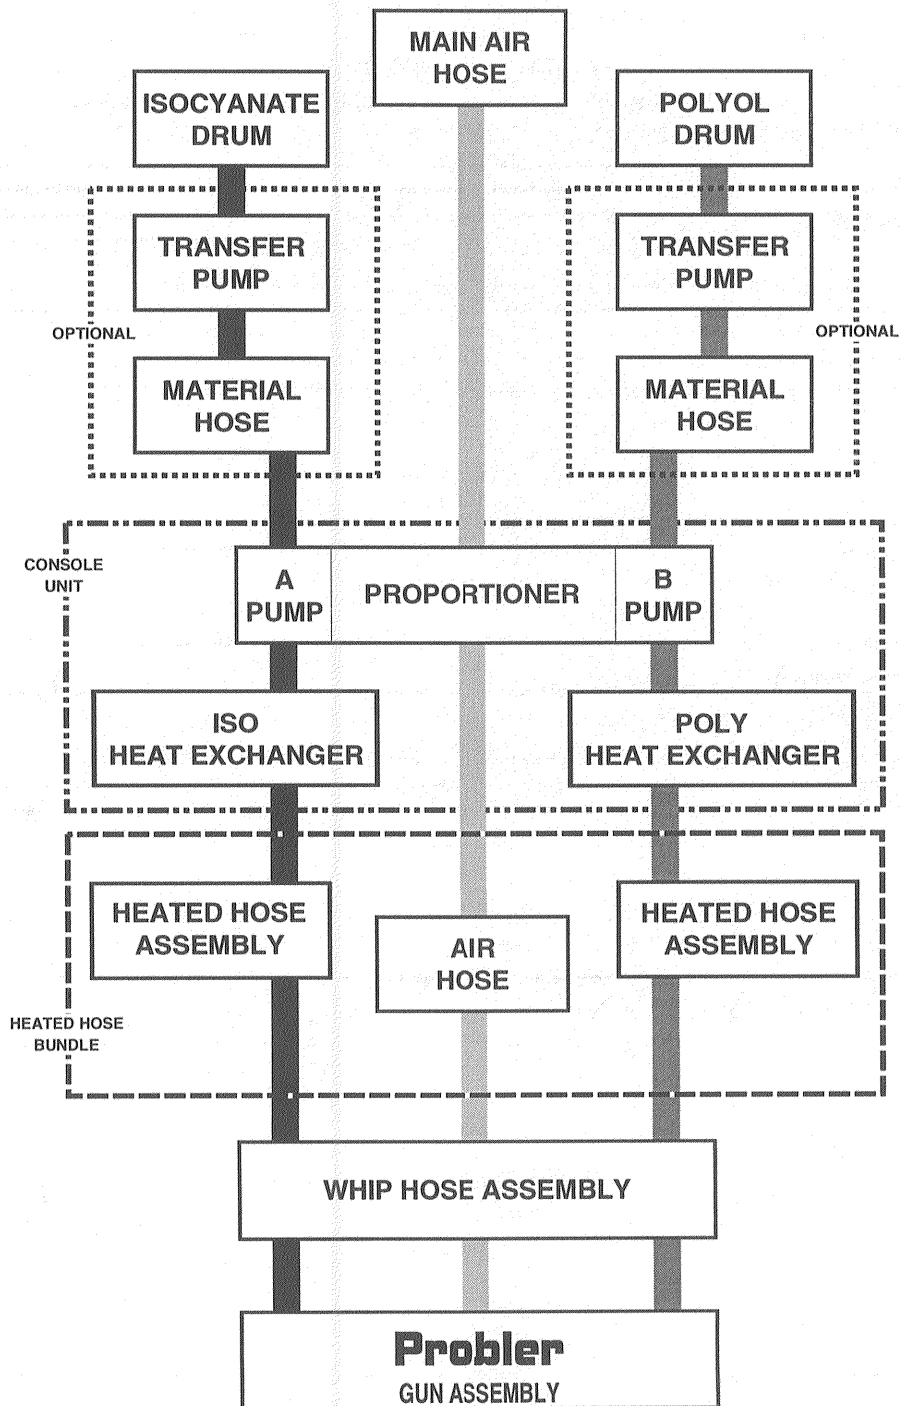 MAIN AIR
HOSE
ISOCYANATE
DRUM
POLYOL
DRUM
TRANSFER
PUMP
TRANSFER
PUMP
OPTIONAL
OPTIONAL
MATERIAL
HOSE
MATERIAL
HOSE
CONSOLE
UNIT
A
PUMP
PROPORTIONER
B
PUMP
ISO
HEAT EXCHANGER
POLY
HEAT EXCHANGER
HEATED HOSE
ASSEMBLY
AIR
HOSE
HEATED HOSE
ASSEMBLY
HEATED HOSE
BUNDLE
WHIP HOSE ASSEMBLY
Probler
GUN ASSEMBLY